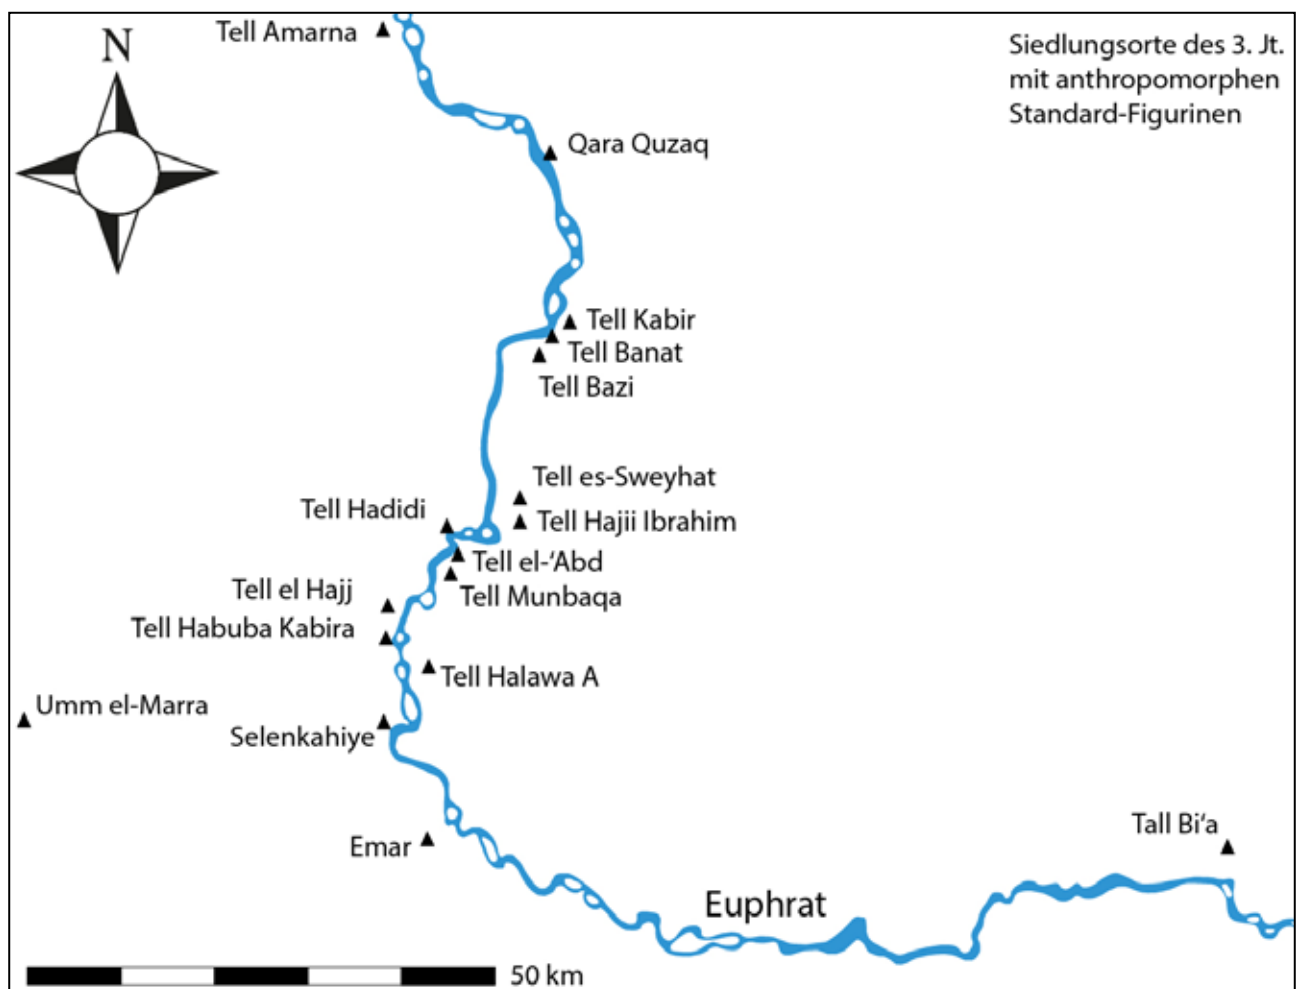 Tell Amarna
N
Siedlungsorte des 3. Jt.
mit anthropomorphen
Standard-Figurinen
Qara Quzaq
Tell Kabir
Tell Banat
Tell Bazi
Tell es-Sweyhat
Tell Hadidi
Tell Hajii Ibrahim
Tell el-‘Abd
Tell el Hajj
Tell Munbaqa
Tell Habuba Kabira
Tell Halawa A
Umm el-Marra
Selenkahiye
Tall Bi‘a
Emar
Euphrat
50 km